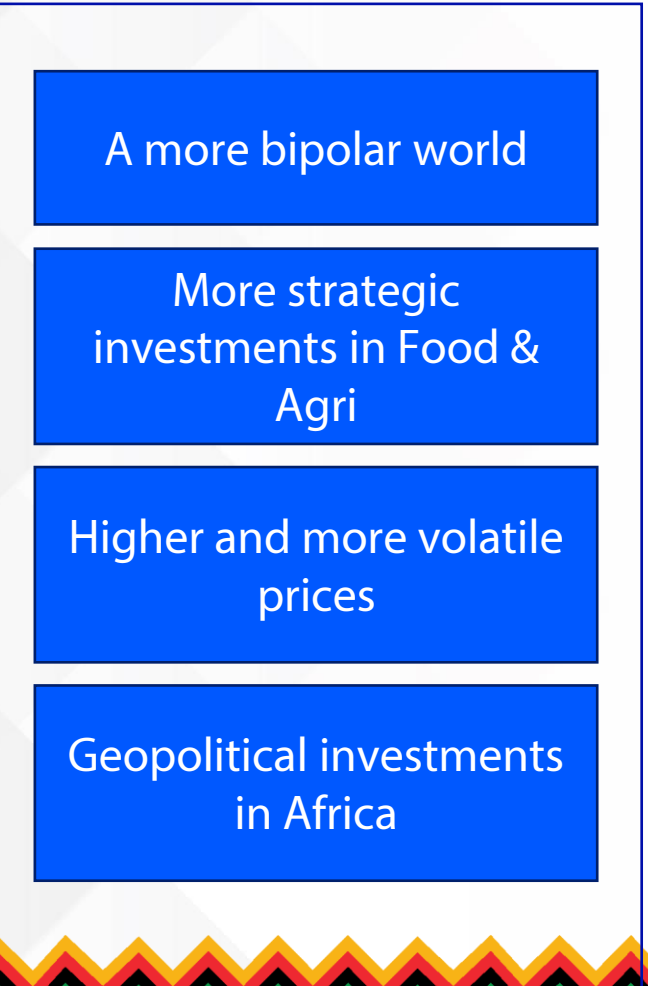 A more bipolar world
More strategic
investments in Food &
Agri
Higher and more volatile
prices
Geopolitical investments
in Africa